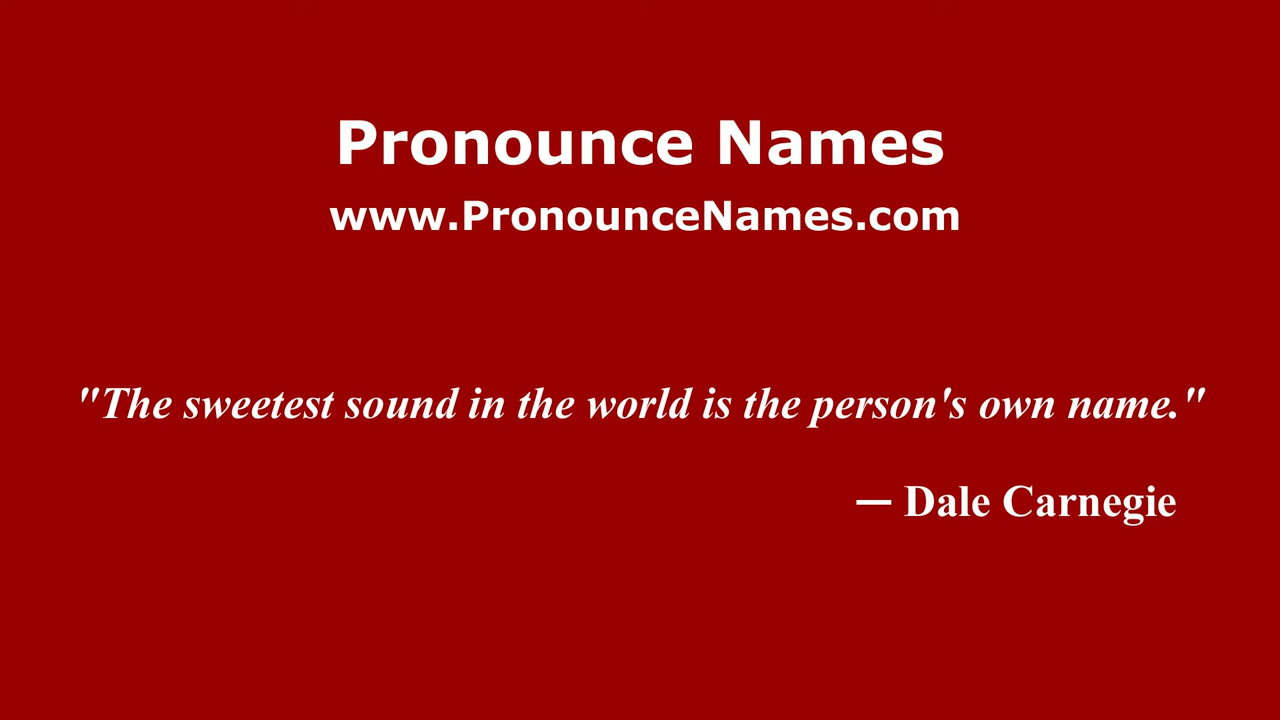 Pronounce Names
www.PronounceNames.com
"The sweetest sound in the world is the person's own name."
— Dale Carnegie